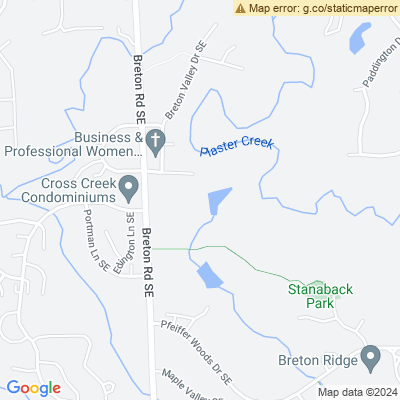 Map error: g.co/staticmaperror
Breton Valley Dr SE
Paddington D
Breton Rd SE
Business &
Professional Women...
Plaster Creek
Cross Creek
Condominiums
Portman Ln SE
Edington Ln SE
Breton Rd SE
Stanaback
Park
Pfeiffer Woods Dr SE
Breton Ridge
Maple Valley SE
Google
Map data ©2024